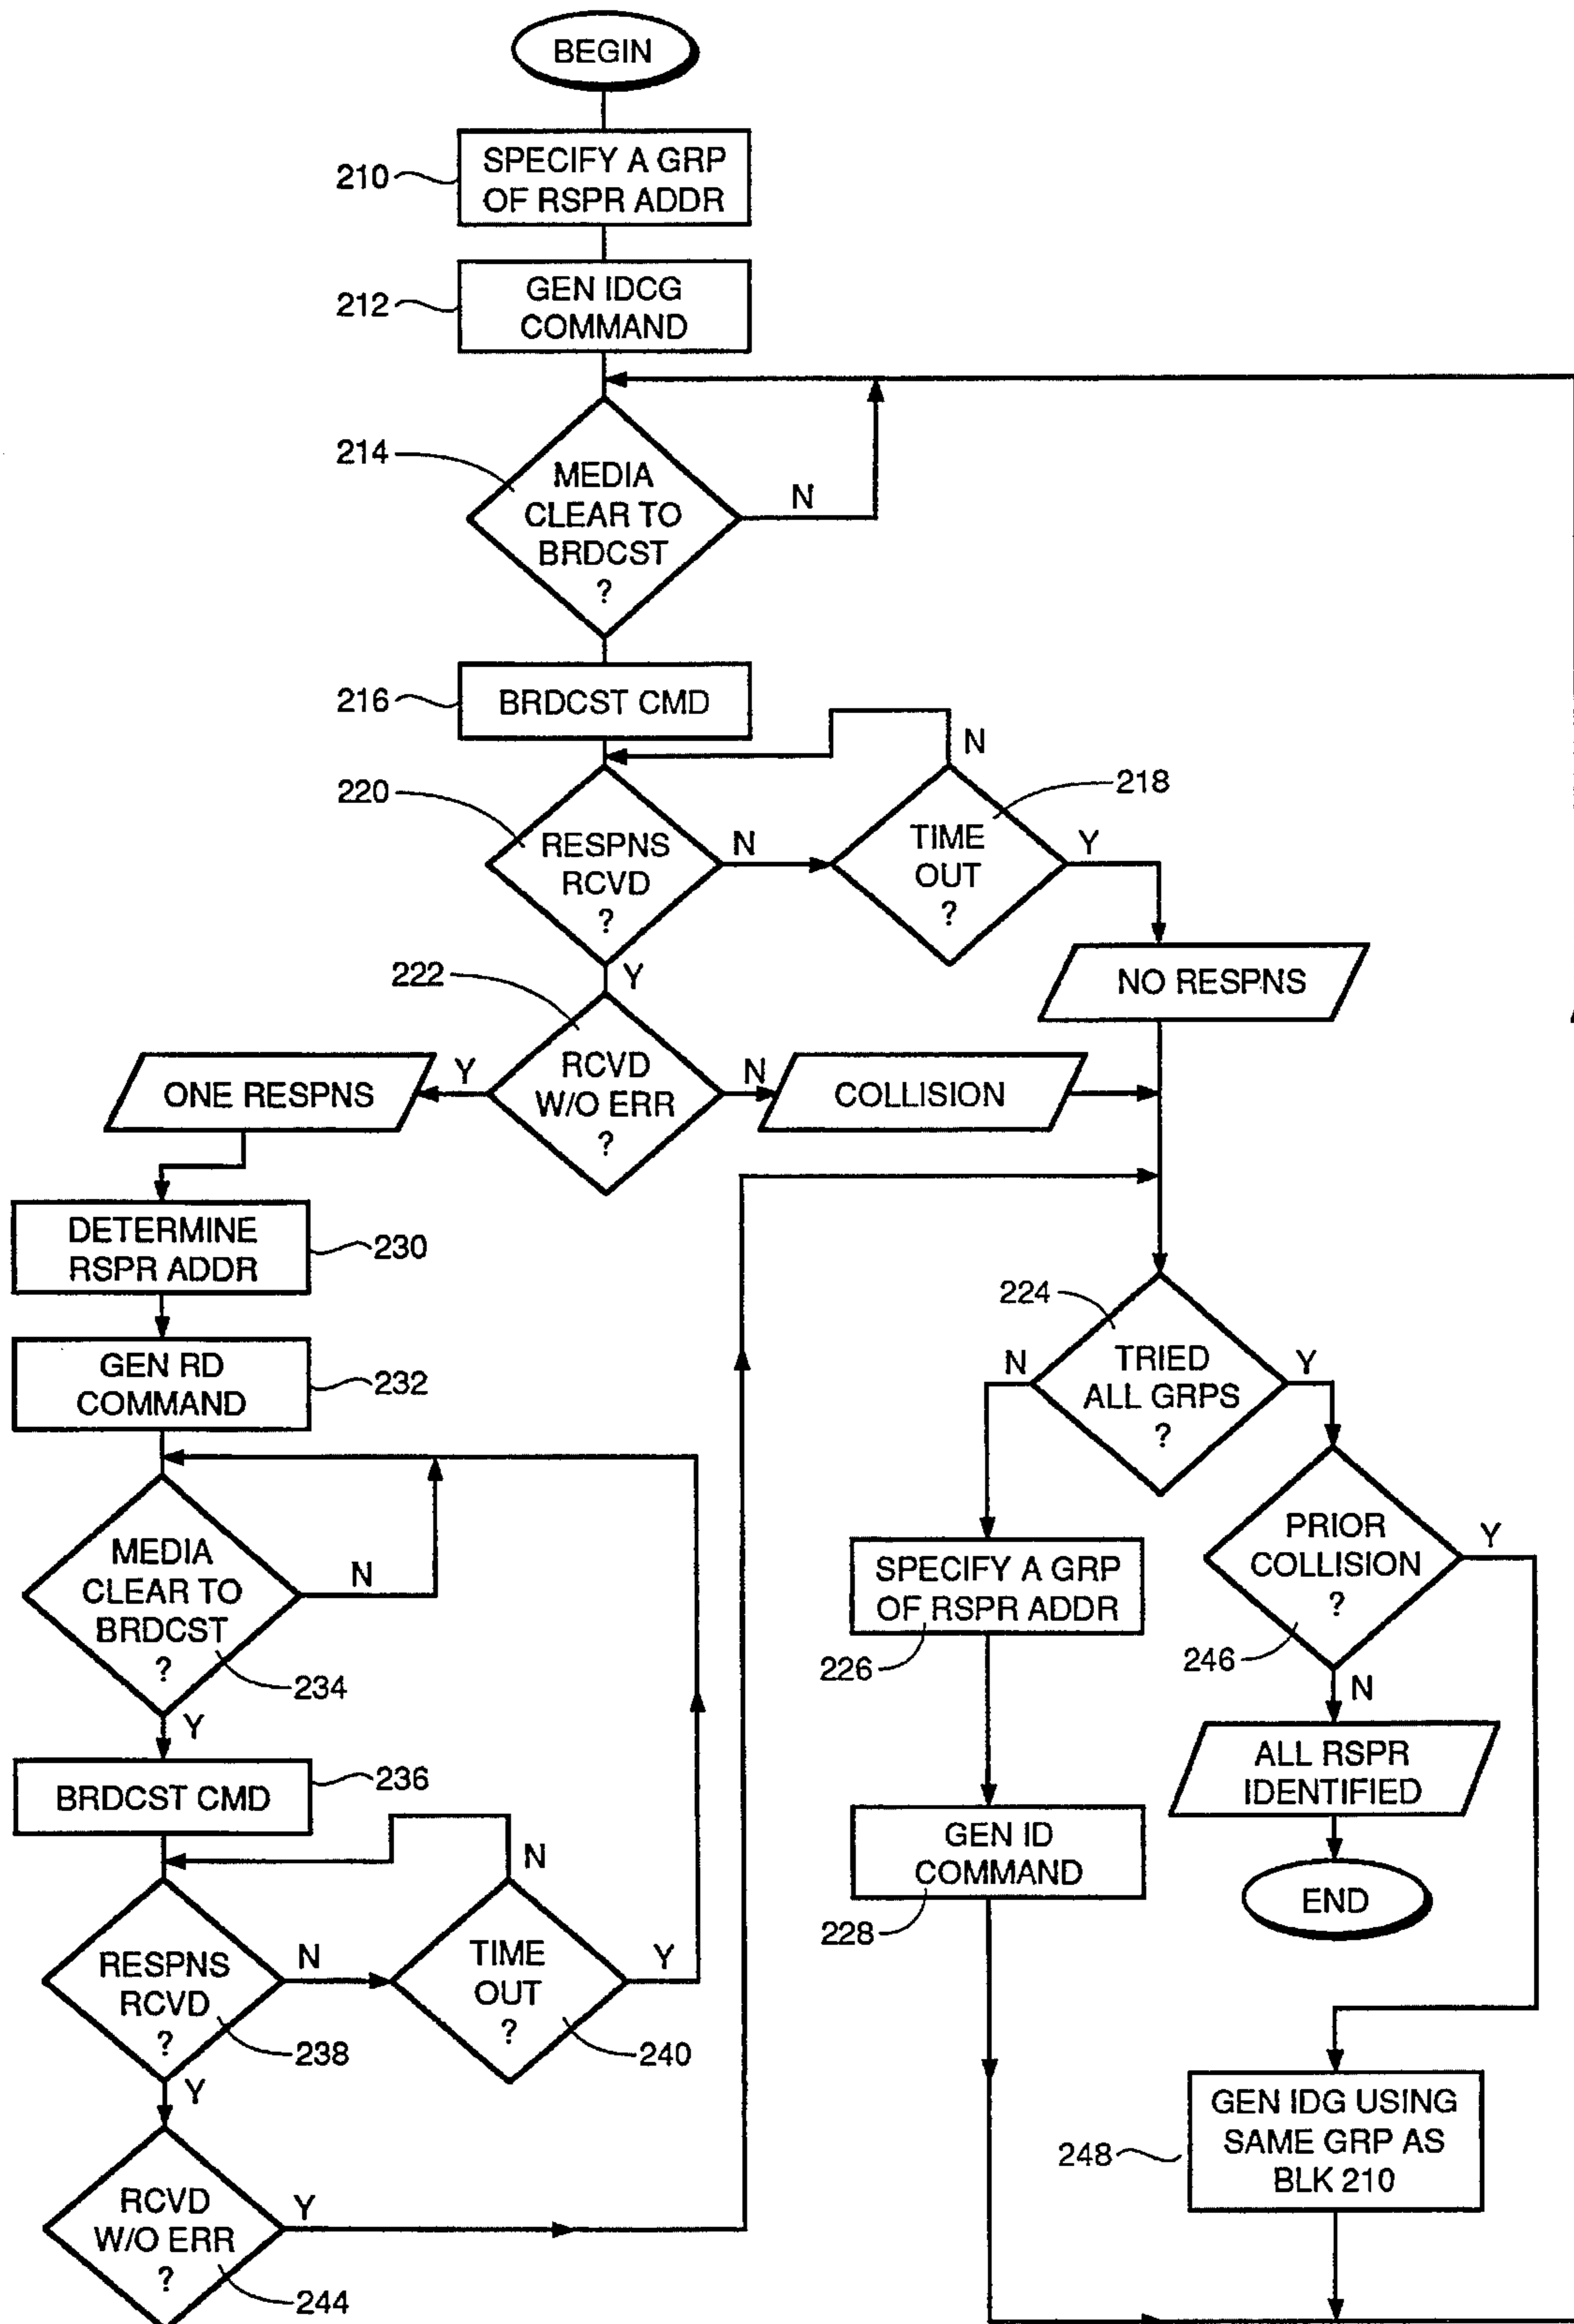 BEGIN
210
SPECIFY A GRP
OF RSPR ADDR
212
GEN IDCG
COMMAND
214
MEDIA
CLEAR TO
BRDCST
?
N
216
BRDCST CMD
N
218
220
RESPNS
RCVD
?
N
TIME
OUT
?
Y
222
Y
NO RESPNS
ONE RESPNS
Y
RCVD
W/O ERR
?
N
COLLISION
DETERMINE
RSPR ADDR
230
224
N
TRIED
ALL GRPS
?
Y
GEN RD
COMMAND
232
MEDIA
CLEAR TO
BRDCST
?
N
234
Y
SPECIFY A GRP
OF RSPR ADDR
226
PRIOR
COLLISION
?
Y
246
N
BRDCST CMD
236
ALL RSPR
IDENTIFIED
N
GEN ID
COMMAND
228
END
RESPNS
RCVD
?
N
238
TIME
OUT
?
Y
240
Y
GEN IDG USING
SAME GRP AS
BLK 210
248
RCVD
W/O ERR
?
Y
244